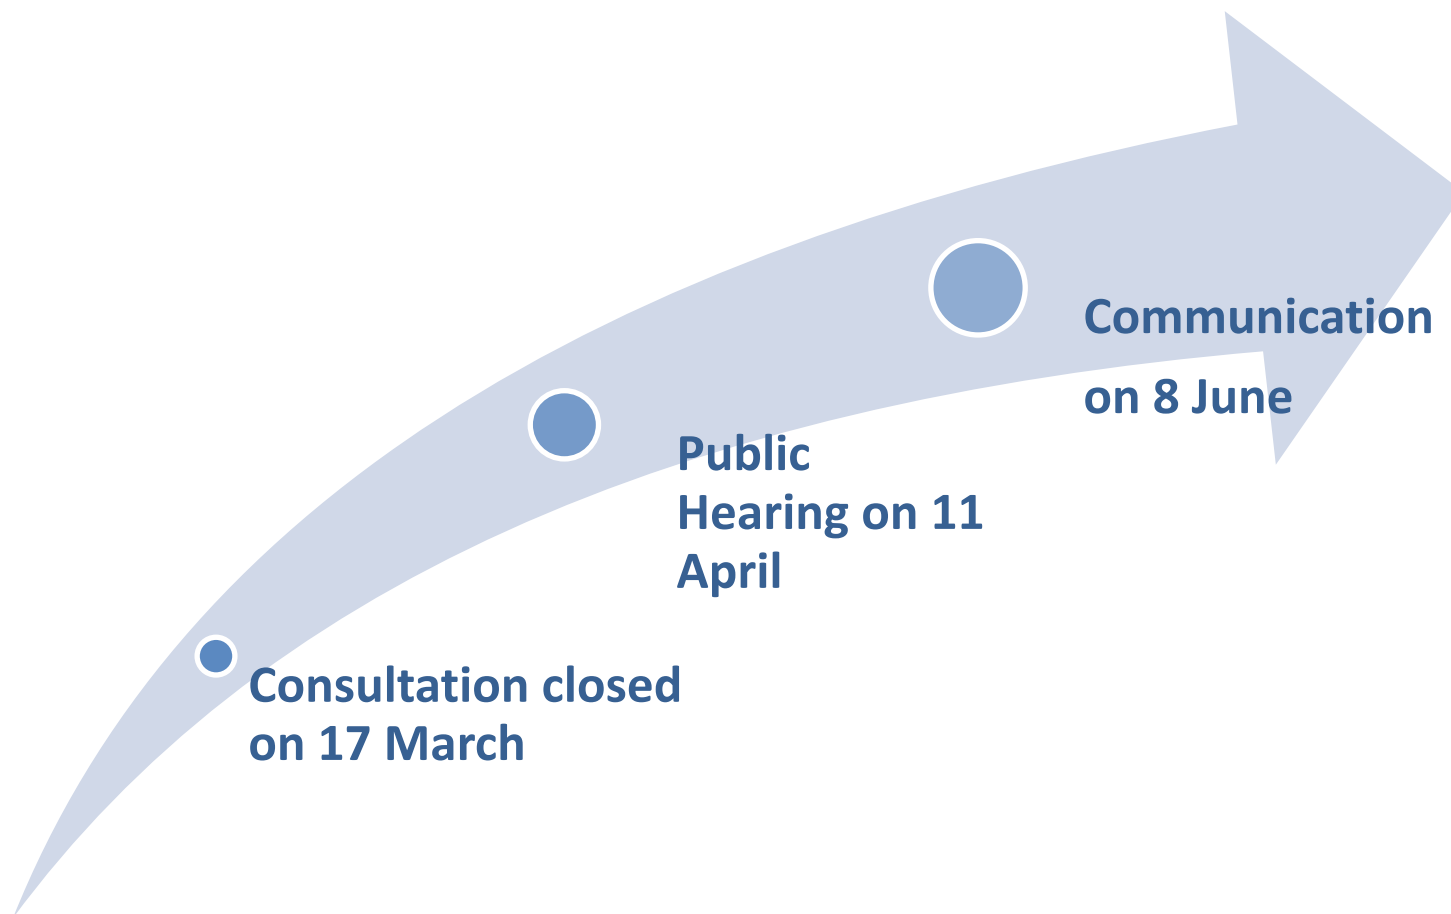 Communication
on 8 June
Public
Hearing on 11
April
Consultation closed
on 17 March